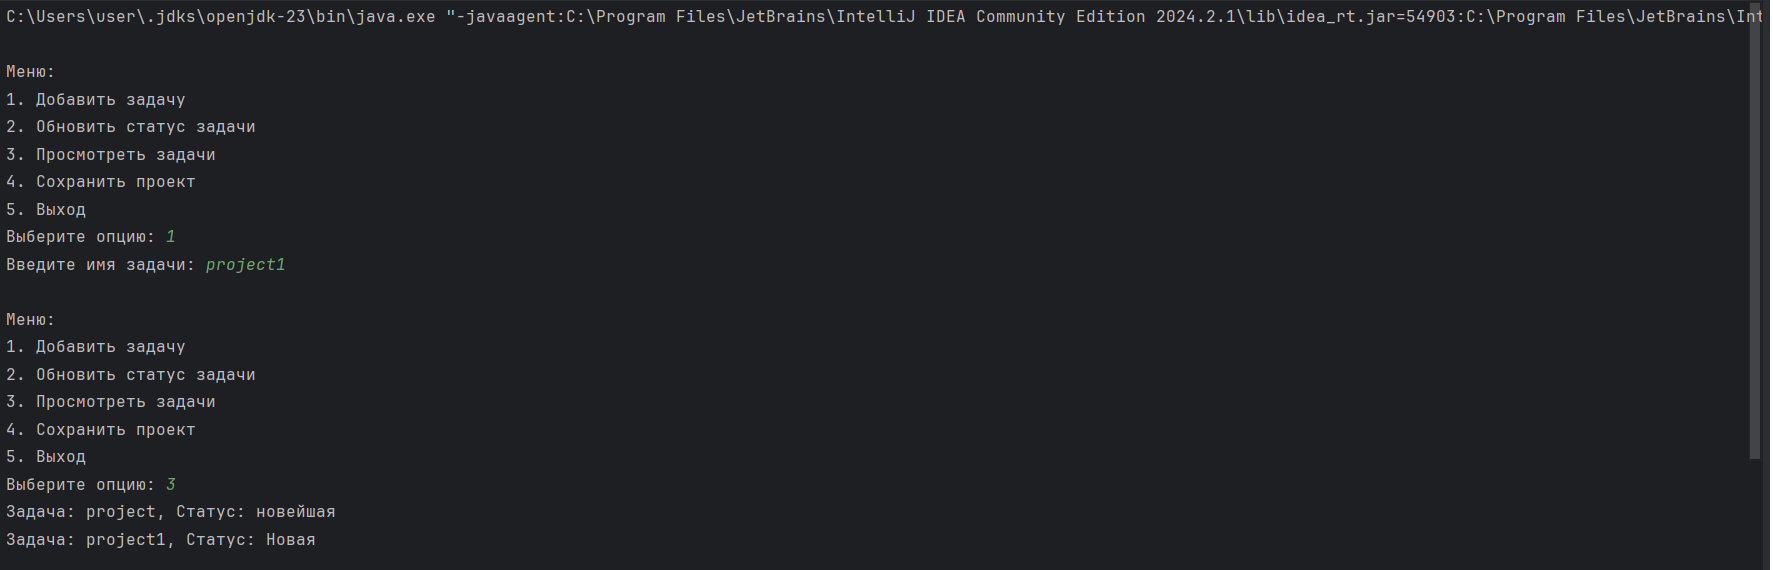 C:\Users\user\.jdks\openjdk-23\bin\java.exe "-javaagent:C:\Program Files\JetBrains\IntelliJ IDEA Community Edition 2024.2.1\lib\idea_rt.jar=54903:C:\Program Files\JetBrains\Int
Меню:
1. Добавить задачу
2. Обновить статус задачи
3. Просмотреть задачи
4. Сохранить проект
5. Выход
Выберите опцию: 1
Введите имя задачи: project1
Меню:
1. Добавить задачу
2. Обновить статус задачи
3. Просмотреть задачи
4. Сохранить проект
5. Выход
Выберите опцию: 3
Задача: project, Статус: новейшая
Задача: project1, Статус: Новая